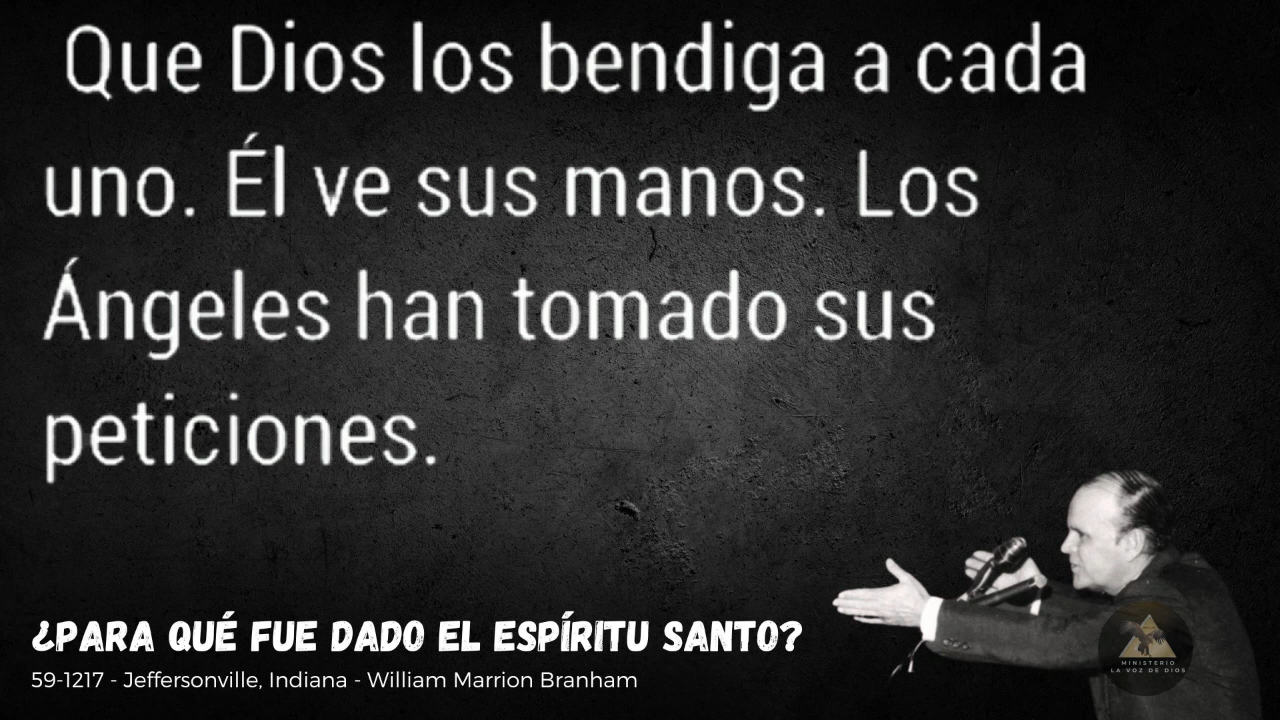 Que Dios los bendiga a cada
uno. Él ve sus manos. Los
Ángeles han tomado sus
peticiones.
¿PARA QUÉ FUE DADO EL ESPÍRITU SANTO?
59-1217 - Jeffersonville, Indiana - William Marrion Branham
MINISTERIO
LA VOZ DE DIOS